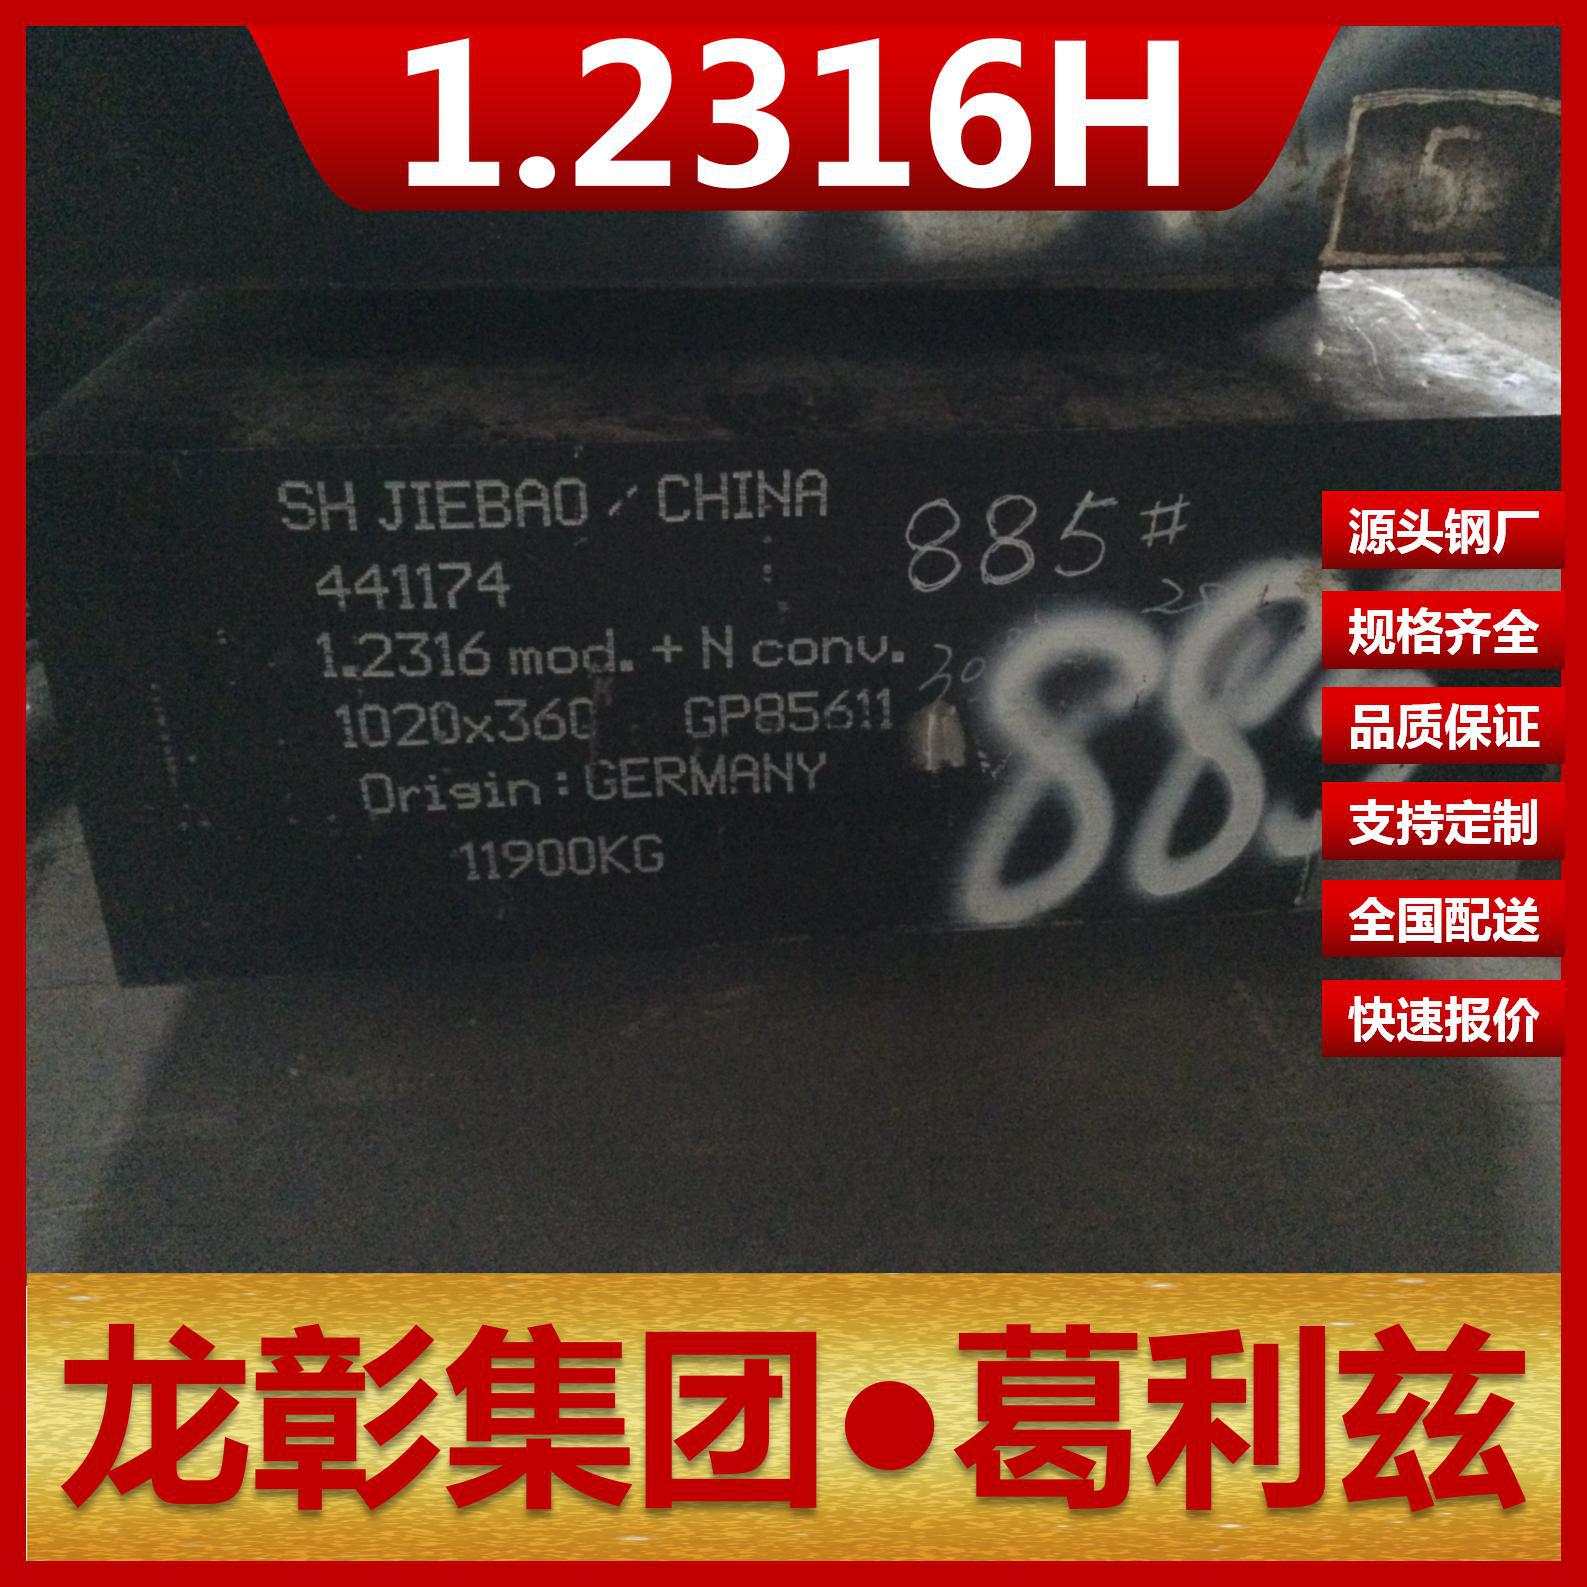 1.2316H
5
SH JIEBAO / CHINA
441174
1.2316 mod. + N conv.
1020x360 GP85611
Origin: GERMANY
11900KG
885#
885
源头钢厂
规格齐全
品质保证
支持定制
全国配送
快速报价
龙彰集团•葛利兹